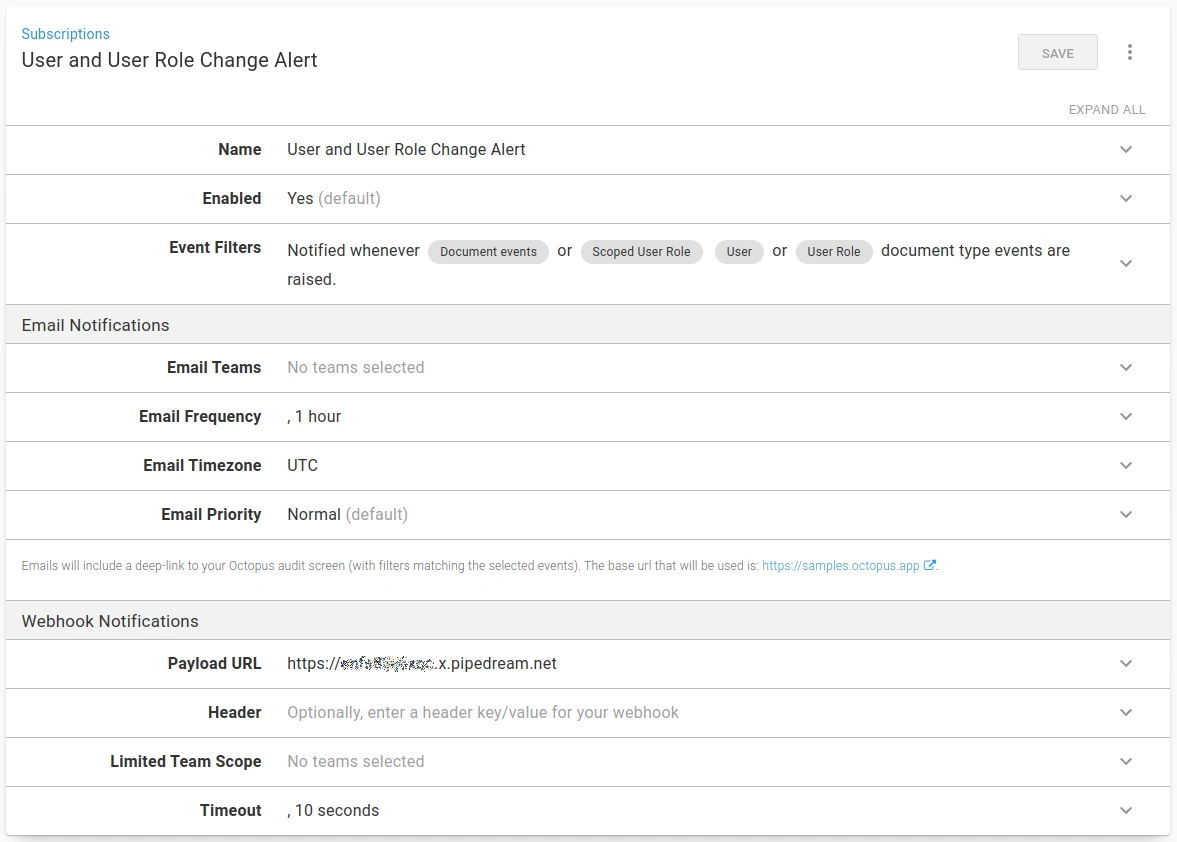 Subscriptions
User and User Role Change Alert
SAVE
EXPAND ALL
Name User and User Role Change Alert
Enabled Yes (default)
Event Filters Notified whenever Document events or Scoped User Role User or User Role document type events are
raised.
Email Notifications
Email Teams No teams selected
Email Frequency , 1 hour
Email Timezone UTC
Email Priority Normal (default)
Emails will include a deep-link to your Octopus audit screen (with filters matching the selected events). The base url that will be used is: https://samples.octopus.app .
Webhook Notifications
Payload URL https:// .x.pipedream.net
Header Optionally, enter a header key/value for your webhook
Limited Team Scope No teams selected
Timeout , 10 seconds